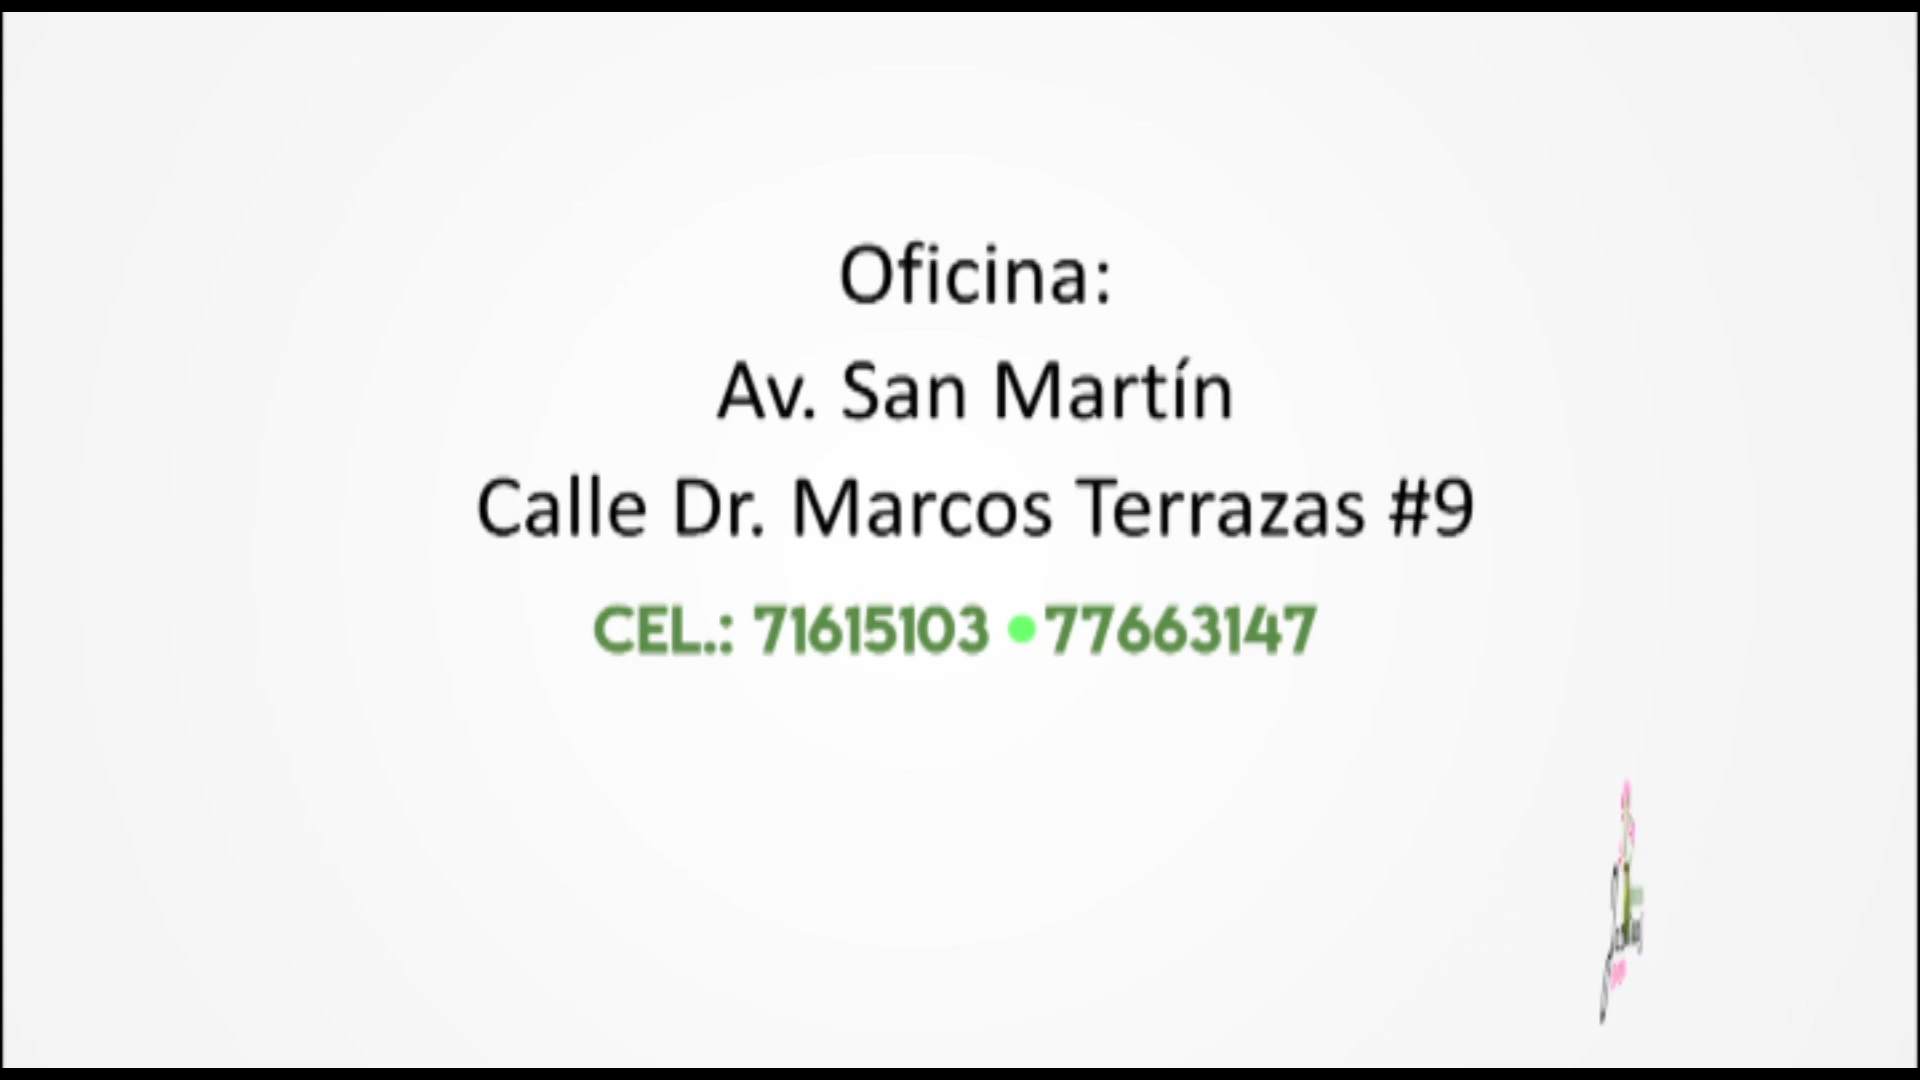 Oficina:
Av. San Martín
Calle Dr. Marcos Terrazas #9
CEL.: 71615103 • 77663147